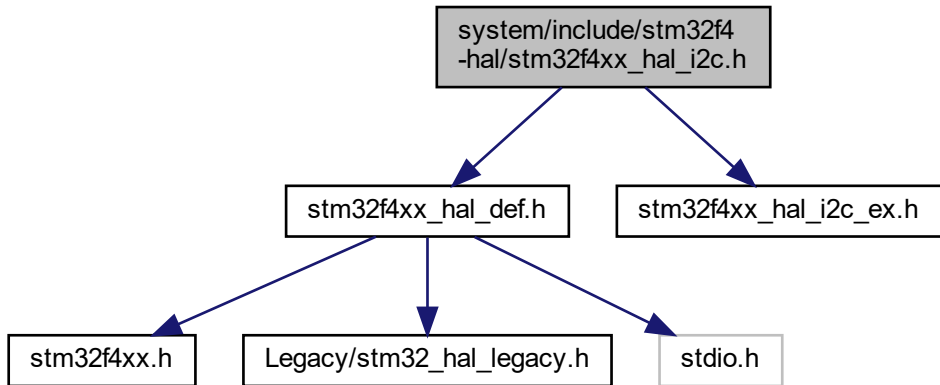 system/include/stm32f4
-hal/stm32f4xx_hal_i2c.h
stm32f4xx_hal_def.h
stm32f4xx_hal_i2c_ex.h
stm32f4xx.h
Legacy/stm32_hal_legacy.h
stdio.h